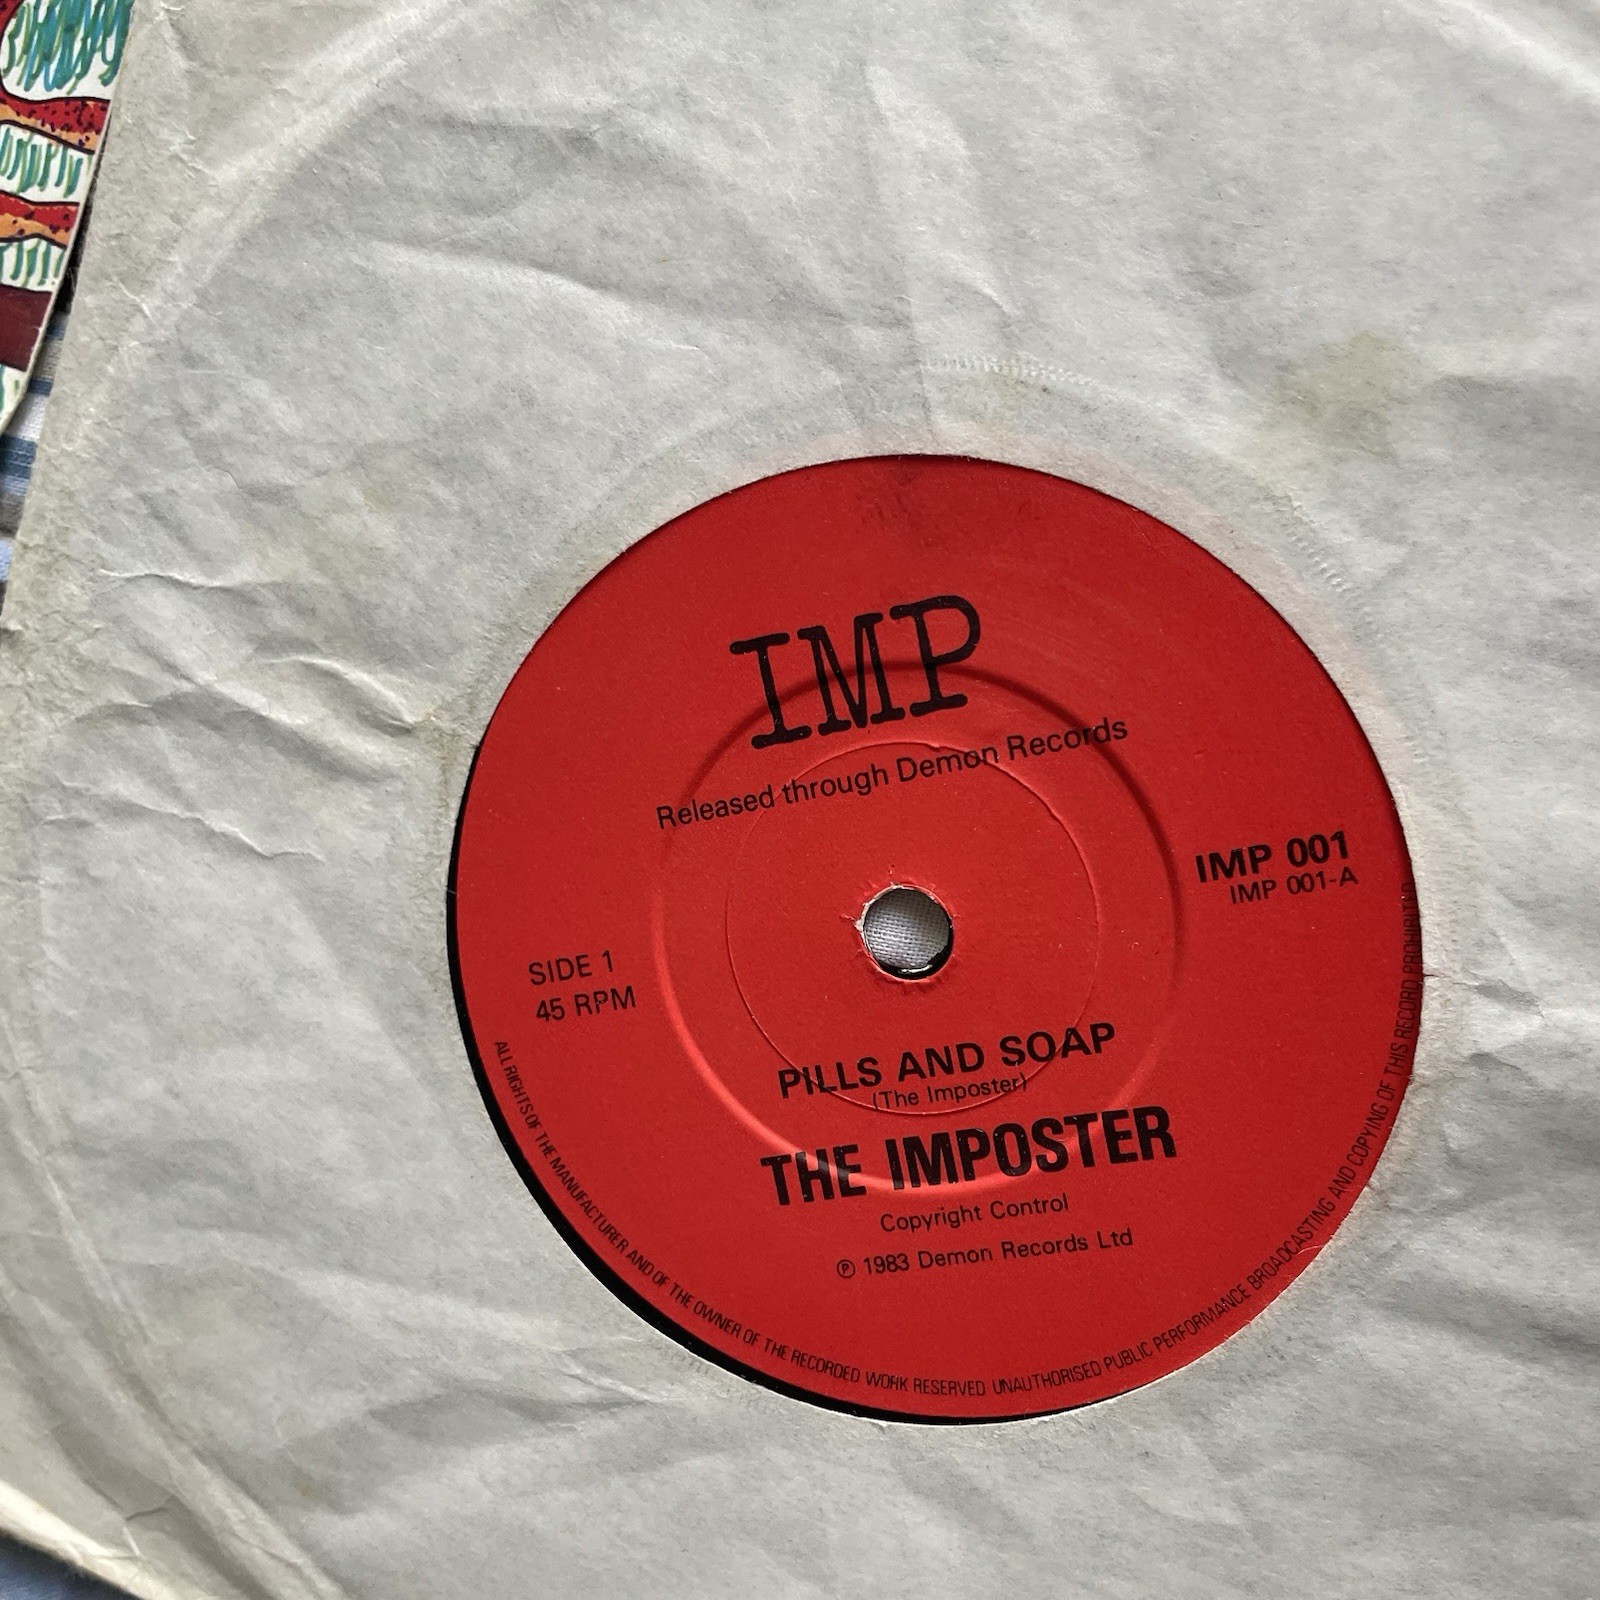 IMP
Released through Demon Records
IMP 001
IMP 001-A
SIDE 1
45 RPM
PILLS AND SOAP
(The Imposter)
THE IMPOSTER
Copyright Control
℗ 1983 Demon Records Ltd
ALL RIGHTS OF THE MANUFACTURER AND OF THE OWNER OF THE RECORDED WORK RESERVED UNAUTHORISED PUBLIC PERFORMANCE BROADCASTING AND COPYING OF THIS RECORD PROHIBITED